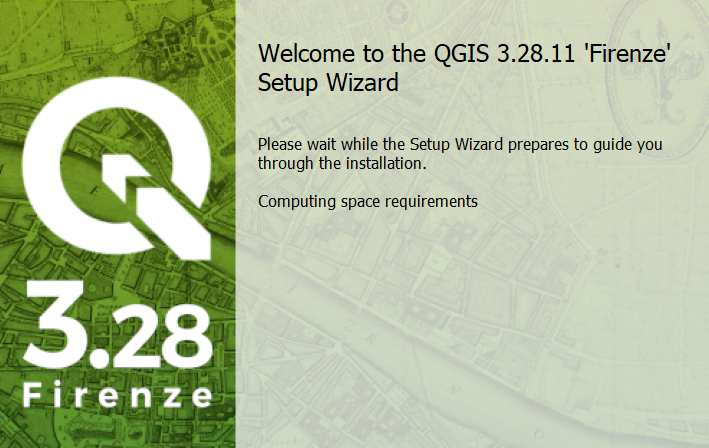 Welcome to the QGIS 3.28.11 'Firenze'
Setup Wizard
Please wait while the Setup Wizard prepares to guide you
through the installation.
Computing space requirements
3.28
Firenze